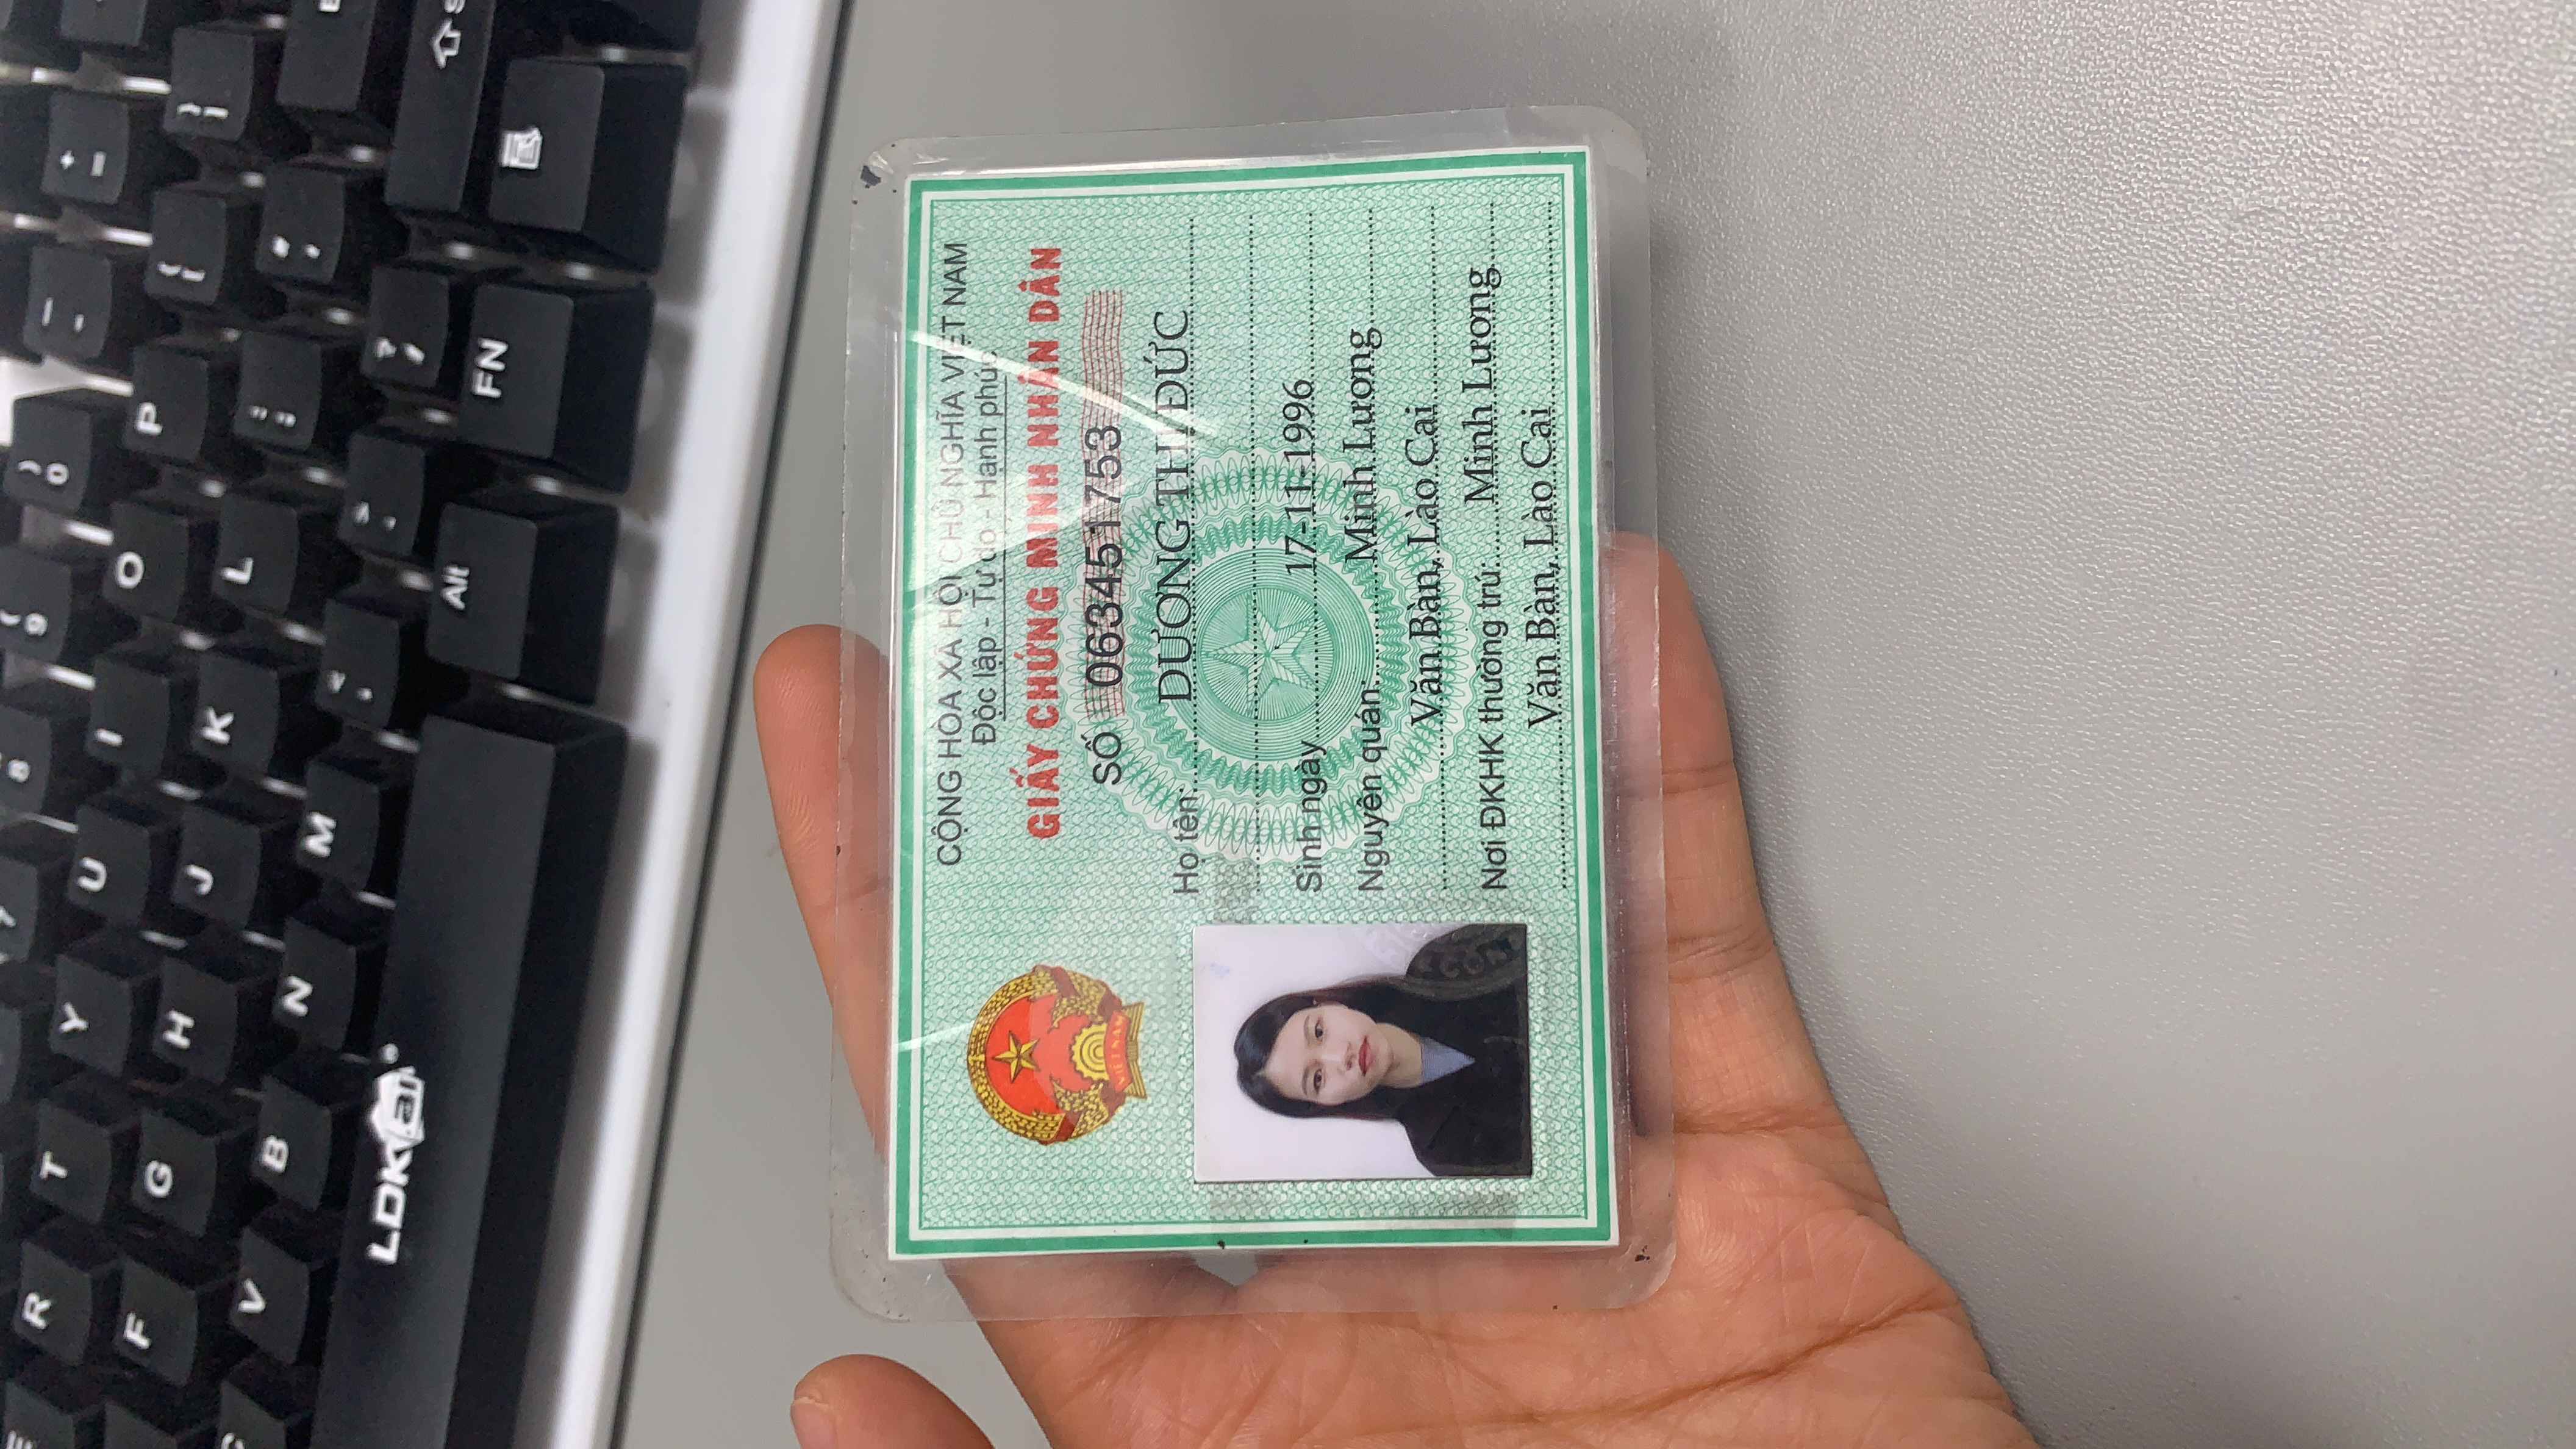 R T Y U I O P
7 8 ( 9 ) 0 — - + =
F G H J K L
C V B N M < > ? /
LDKai
Alt FN
CỘNG HÒA XÃ HỘI CHỦ NGHĨA VIỆT NAM
Độc lập - Tự do - Hạnh phúc
GIẤY CHỨNG MINH NHÂN DÂN
SỐ 063451753
VIỆT NAM
Họ tên: DƯƠNG THỊ ĐỨC
Sinh ngày 17-11-1996
Nguyên quán: Minh Lương
Văn Bàn, Lào Cai
Nơi ĐKHK thường trú: Minh Lương
Văn Bàn, Lào Cai